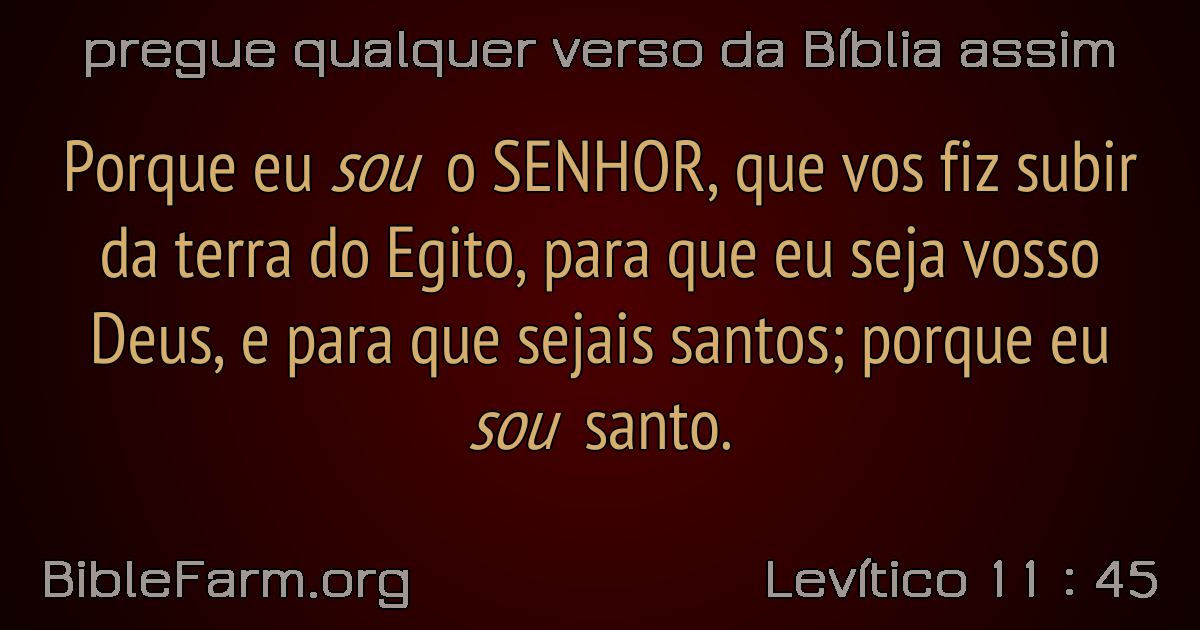 pregue qualquer verso da Bíblia assim
Porque eu sou o SENHOR, que vos fiz subir
da terra do Egito, para que eu seja vosso
Deus, e para que sejais santos; porque eu
sou santo.
BibleFarm.org
Levítico 11 : 45